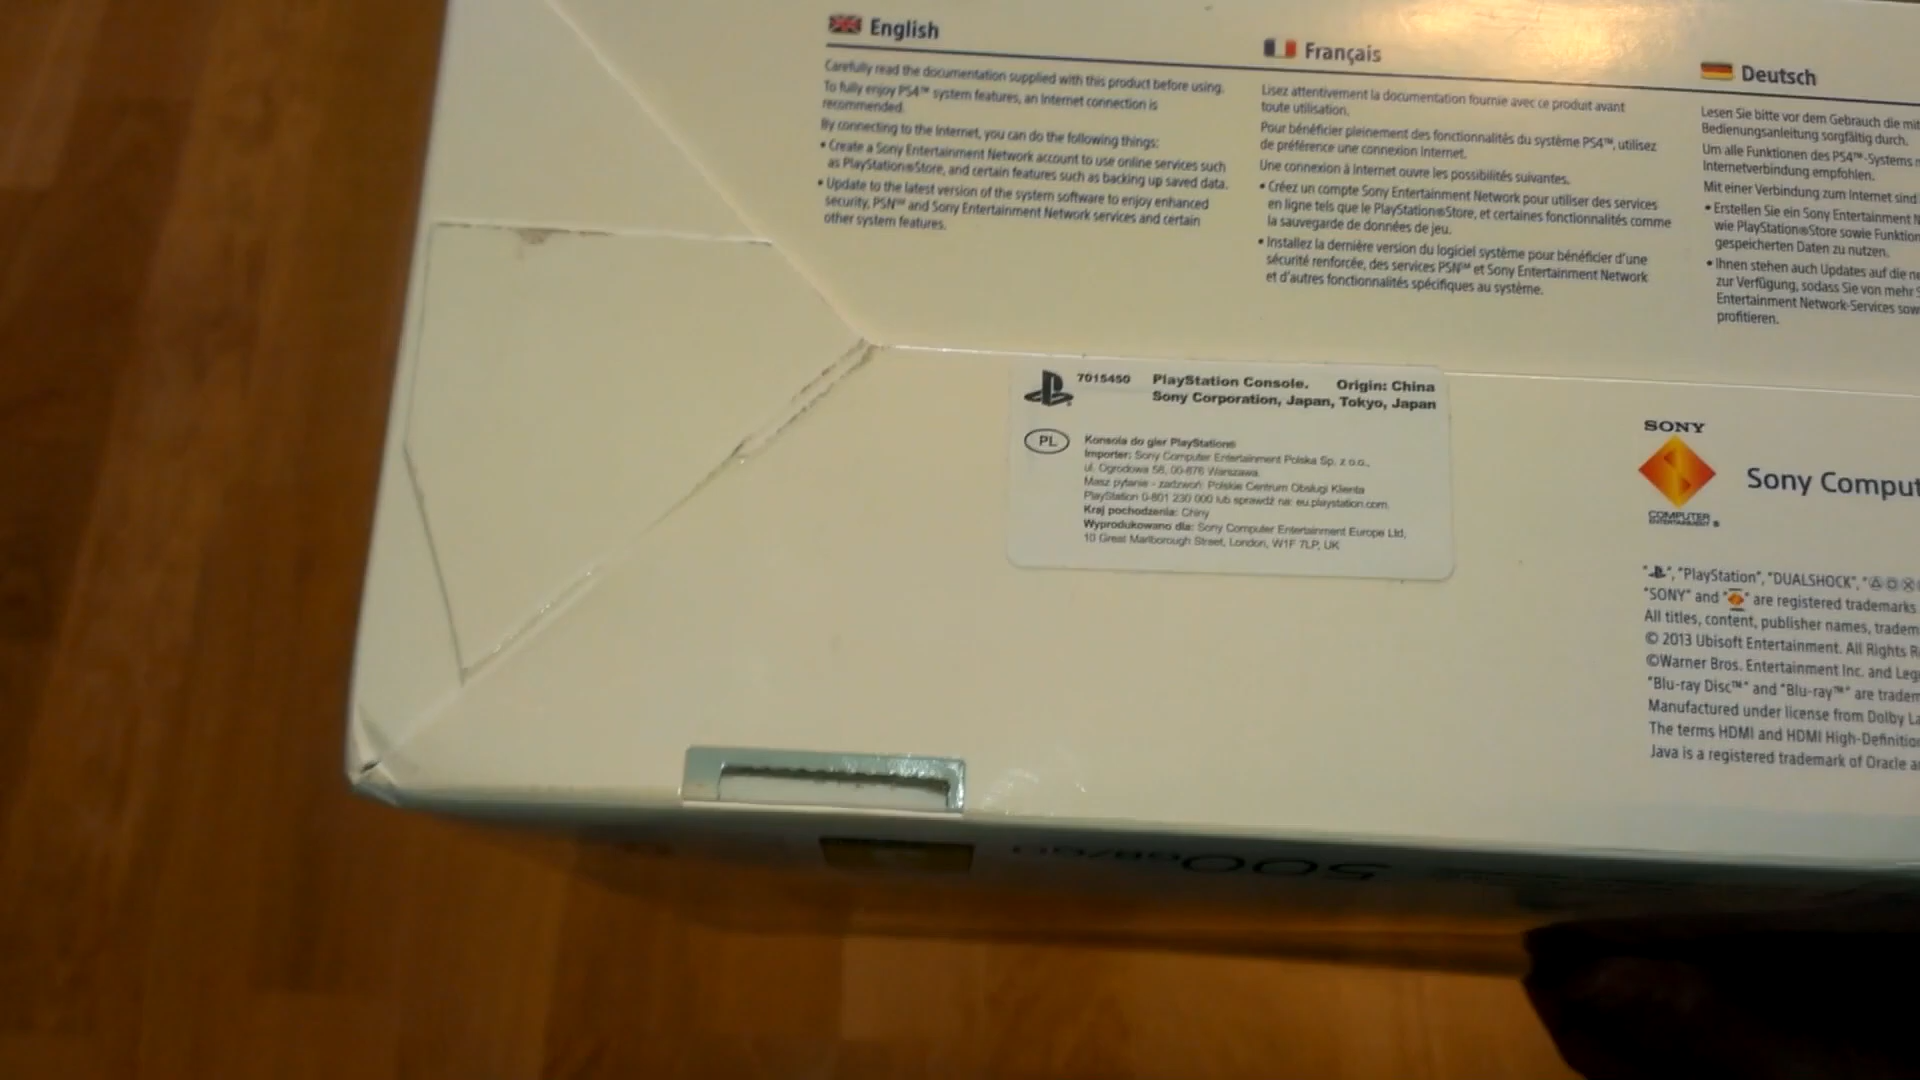 English
Carefully read the documentation supplied with this product before using.
To fully enjoy PS4™ system features, an Internet connection is
recommended.
By connecting to the Internet, you can do the following things:
• Create a Sony Entertainment Network account to use online services such
as PlayStation®Store, and certain features such as backing up saved data.
• Update to the latest version of the system software to enjoy enhanced
security, PSN℠ and Sony Entertainment Network services and certain
other system features.
Français
Lisez attentivement la documentation fournie avec ce produit avant
toute utilisation.
Pour bénéficier pleinement des fonctionnalités du système PS4™, utilisez
de préférence une connexion Internet.
Une connexion à Internet ouvre les possibilités suivantes.
• Créez un compte Sony Entertainment Network pour utiliser des services
en ligne tels que le PlayStation®Store, et certaines fonctionnalités comme
la sauvegarde de données de jeu.
• Installez la dernière version du logiciel système pour bénéficier d'une
sécurité renforcée, des services PSN℠ et Sony Entertainment Network
et d'autres fonctionnalités spécifiques au système.
Deutsch
Lesen Sie bitte vor dem Gebrauch die mit
Bedienungsanleitung sorgfältig durch.
Um alle Funktionen des PS4™-Systems
Internetverbindung empfohlen.
Mit einer Verbindung zum Internet sind
• Erstellen Sie ein Sony Entertainment N
wie PlayStation®Store sowie Funktion
gespeicherten Daten zu nutzen.
• Ihnen stehen auch Updates auf die ne
zur Verfügung, sodass Sie von mehr S
Entertainment Network-Services sow
profitieren.
7015450 PlayStation Console. Origin: China
Sony Corporation, Japan, Tokyo, Japan
PL
Konsola do gier PlayStation®
Importer: Sony Computer Entertainment Polska Sp. z o.o.,
ul. Ogrodowa 58, 00-876 Warszawa.
Masz pytanie - zadzwoń: Polskie Centrum Obsługi Klienta
PlayStation 0-801 230 000 lub sprawdź na: eu.playstation.com.
Kraj pochodzenia: Chiny
Wyprodukowano dla: Sony Computer Entertainment Europe Ltd,
10 Great Marlborough Street, London, W1F 7LP, UK
SONY
COMPUTER
ENTERTAINMENT ®
Sony Comput
"", "PlayStation", "DUALSHOCK", "
"SONY" and "" are registered trademarks
All titles, content, publisher names, tradem
© 2013 Ubisoft Entertainment. All Rights R
©Warner Bros. Entertainment Inc. and Leg
"Blu-ray Disc™" and "Blu-ray™" are tradem
Manufactured under license from Dolby La
The terms HDMI and HDMI High-Definitio
Java is a registered trademark of Oracle a
500GB/GO